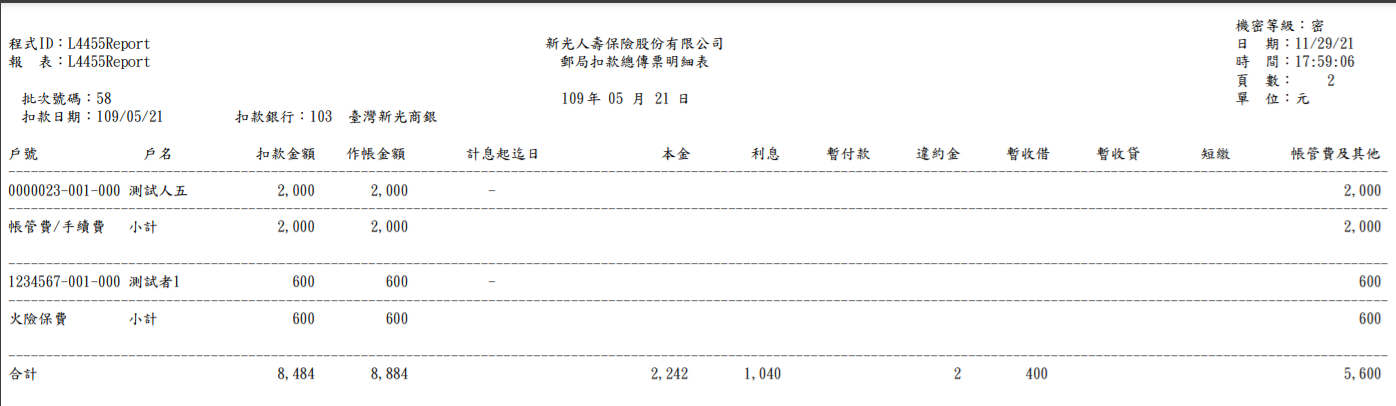 機密等級：密
程式ID：L4455Report 新光人壽保險股份有限公司 日 期：11/29/21
報 表：L4455Report 郵局扣款總傳票明細表 時 間：17:59:06
頁 數： 2
批次號碼：58 109年 05 月 21 日 單 位：元
扣款日期：109/05/21 扣款銀行：103 臺灣新光商銀
戶號 戶名 扣款金額 作帳金額 計息起迄日 本金 利息 暫付款 違約金 暫收借 暫收貸 短繳 帳管費及其他
0000023-001-000 測試人五 2,000 2,000 - 2,000
帳管費/手續費 小計 2,000 2,000 2,000
1234567-001-000 測試者1 600 600 - 600
火險保費 小計 600 600 600
合計 8,484 8,884 2,242 1,040 2 400 5,600